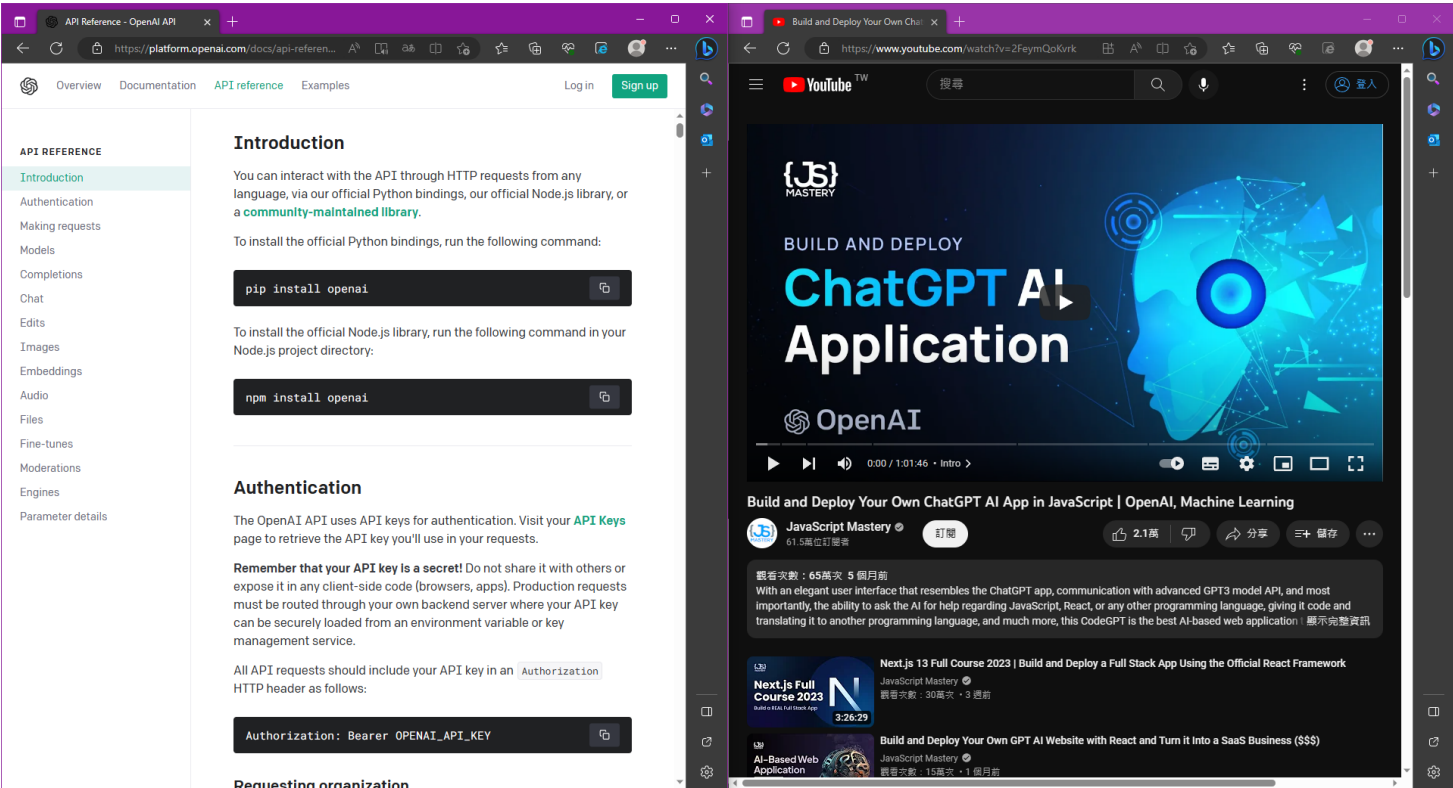 API Reference - OpenAI API
https://platform.openai.com/docs/api-referen...
Overview
Documentation
API reference
Examples
Log in
Sign up
API REFERENCE
Introduction
Authentication
Making requests
Models
Completions
Chat
Edits
Images
Embeddings
Audio
Files
Fine-tunes
Moderations
Engines
Parameter details
Introduction
You can interact with the API through HTTP requests from any
language, via our official Python bindings, our official Node.js library, or
a community-maintained library.
To install the official Python bindings, run the following command:
pip install openai
To install the official Node.js library, run the following command in your
Node.js project directory:
npm install openai
Authentication
The OpenAI API uses API keys for authentication. Visit your API Keys
page to retrieve the API key you'll use in your requests.
Remember that your API key is a secret! Do not share it with others or
expose it in any client-side code (browsers, apps). Production requests
must be routed through your own backend server where your API key
can be securely loaded from an environment variable or key
management service.
All API requests should include your API key in an Authorization
HTTP header as follows:
Authorization: Bearer OPENAI_API_KEY
Requesting organization
Build and Deploy Your Own Chat
https://www.youtube.com/watch?v=2FeymQoKvrk
YouTube TW
搜尋
登入
{JS}
MASTERY
BUILD AND DEPLOY
ChatGPT AI
Application
OpenAI
0:00 / 1:01:46 • Intro
Build and Deploy Your Own ChatGPT AI App in JavaScript | OpenAI, Machine Learning
JavaScript Mastery
61.5萬位訂閱者
訂閱
2.1萬
分享
儲存
觀看次數：65萬次 5 個月前
With an elegant user interface that resembles the ChatGPT app, communication with advanced GPT3 model API, and most
importantly, the ability to ask the AI for help regarding JavaScript, React, or any other programming language, giving it code and
translating it to another programming language, and much more, this CodeGPT is the best AI-based web application 顯示完整資訊
Next.js Full
Course 2023
Build a REAL Full Stack App
3:26:29
Next.js 13 Full Course 2023 | Build and Deploy a Full Stack App Using the Official React Framework
JavaScript Mastery
觀看次數：30萬次 • 3 週前
AI-Based Web
Application
Build and Deploy Your Own GPT AI Website with React and Turn it Into a SaaS Business ($$$)
JavaScript Mastery
觀看次數：15萬次 • 1 個月前